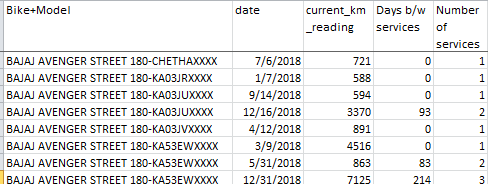 Bike+Model date current_km_reading Days b/w services Number of services
BAJAJ AVENGER STREET 180-CHETHAXXXX 7/6/2018 721 0 1
BAJAJ AVENGER STREET 180-KA03JRXXXX 1/7/2018 588 0 1
BAJAJ AVENGER STREET 180-KA03JUXXXX 9/14/2018 594 0 1
BAJAJ AVENGER STREET 180-KA03JUXXXX 12/16/2018 3370 93 2
BAJAJ AVENGER STREET 180-KA03JVXXXX 4/12/2018 891 0 1
BAJAJ AVENGER STREET 180-KA53EWXXXX 3/9/2018 4516 0 1
BAJAJ AVENGER STREET 180-KA53EWXXXX 5/31/2018 863 83 2
BAJAJ AVENGER STREET 180-KA53EWXXXX 12/31/2018 7125 214 3